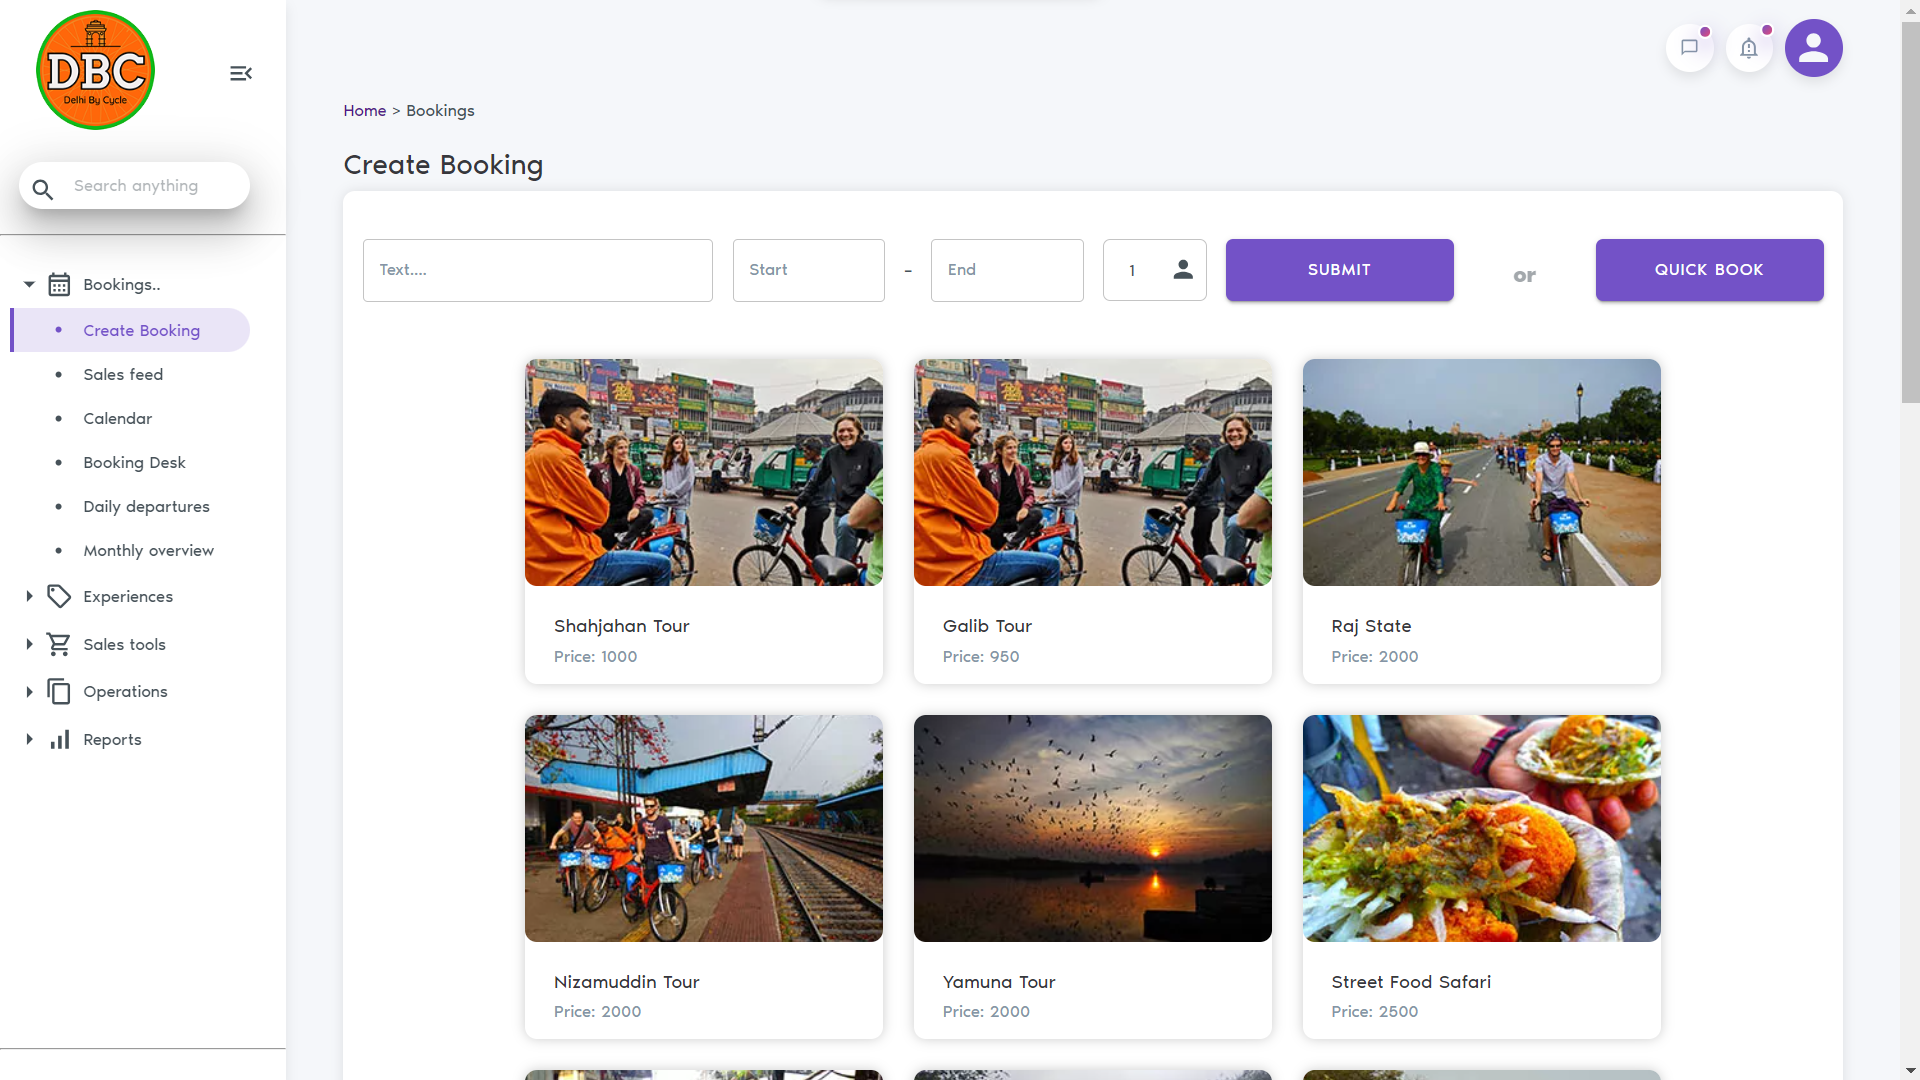 DBC
Delhi By Cycle
Search anything
Bookings..
Create Booking
Sales feed
Calendar
Booking Desk
Daily departures
Monthly overview
Experiences
Sales tools
Operations
Reports
Home > Bookings
Create Booking
Text....
Start
-
End
1
SUBMIT
or
QUICK BOOK
Shahjahan Tour
Price: 1000
Galib Tour
Price: 950
Raj State
Price: 2000
Nizamuddin Tour
Price: 2000
Yamuna Tour
Price: 2000
Street Food Safari
Price: 2500